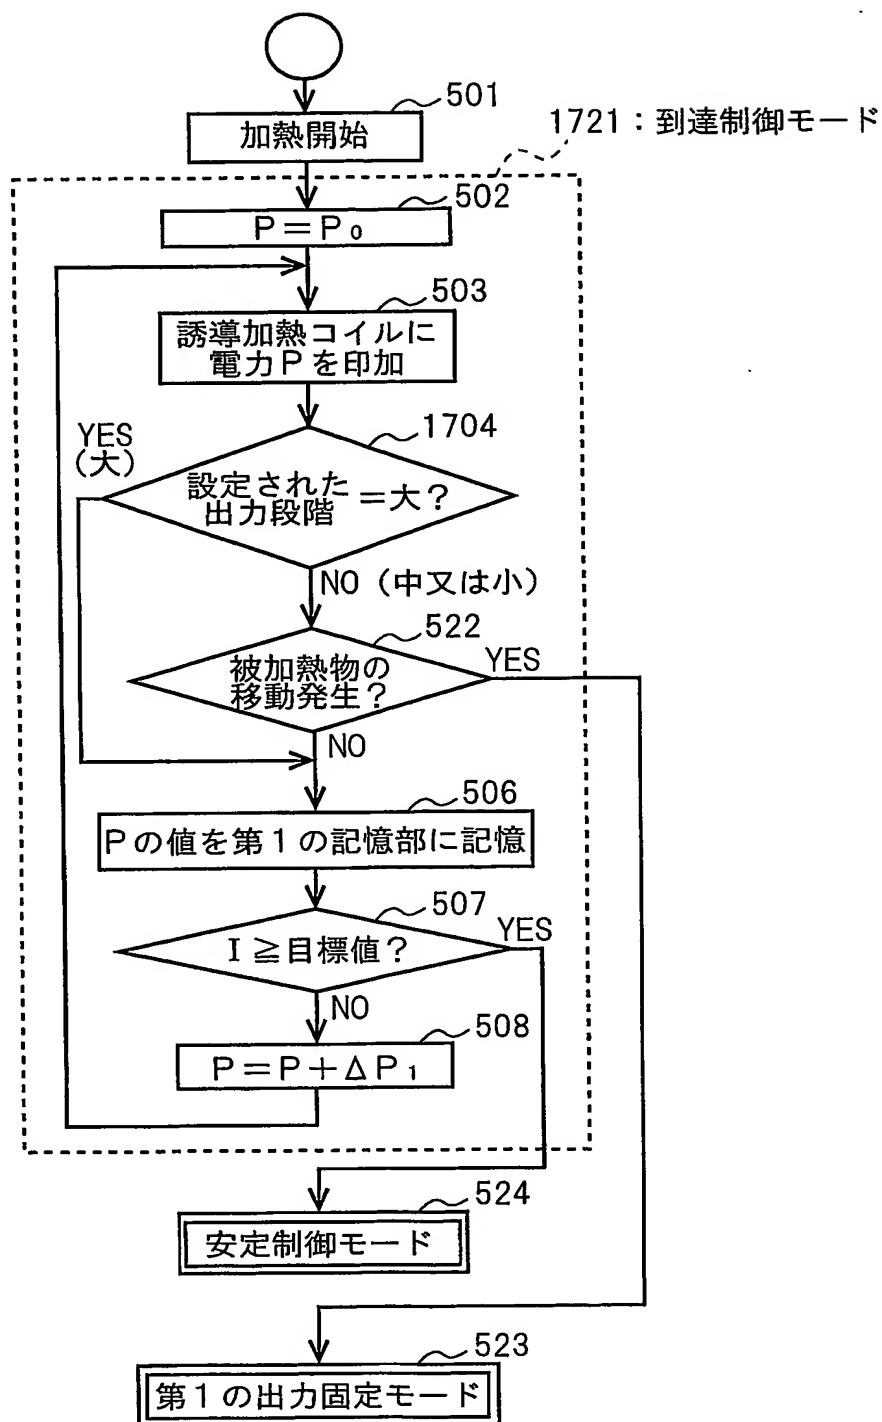 501
加熱開始
1721：到達制御モード
502
P＝P₀
503
誘導加熱コイルに
電力Pを印加
1704
YES
(大)
設定された
出力段階 ＝大？
NO（中又は小）
522
被加熱物の
移動発生？
YES
NO
506
Pの値を第1の記憶部に記憶
507
I≧目標値？
YES
NO
508
P＝P＋ΔP₁
524
安定制御モード
523
第1の出力固定モード